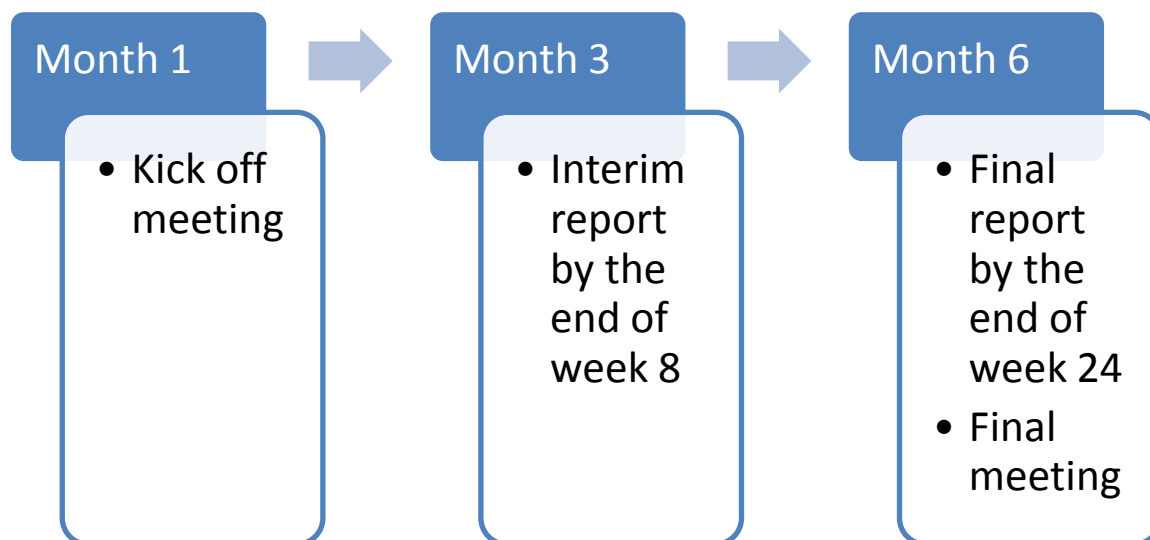 Month 1
• Kick off
meeting
Month 3
• Interim
report
by the
end of
week 8
Month 6
• Final
report
by the
end of
week 24
• Final
meeting